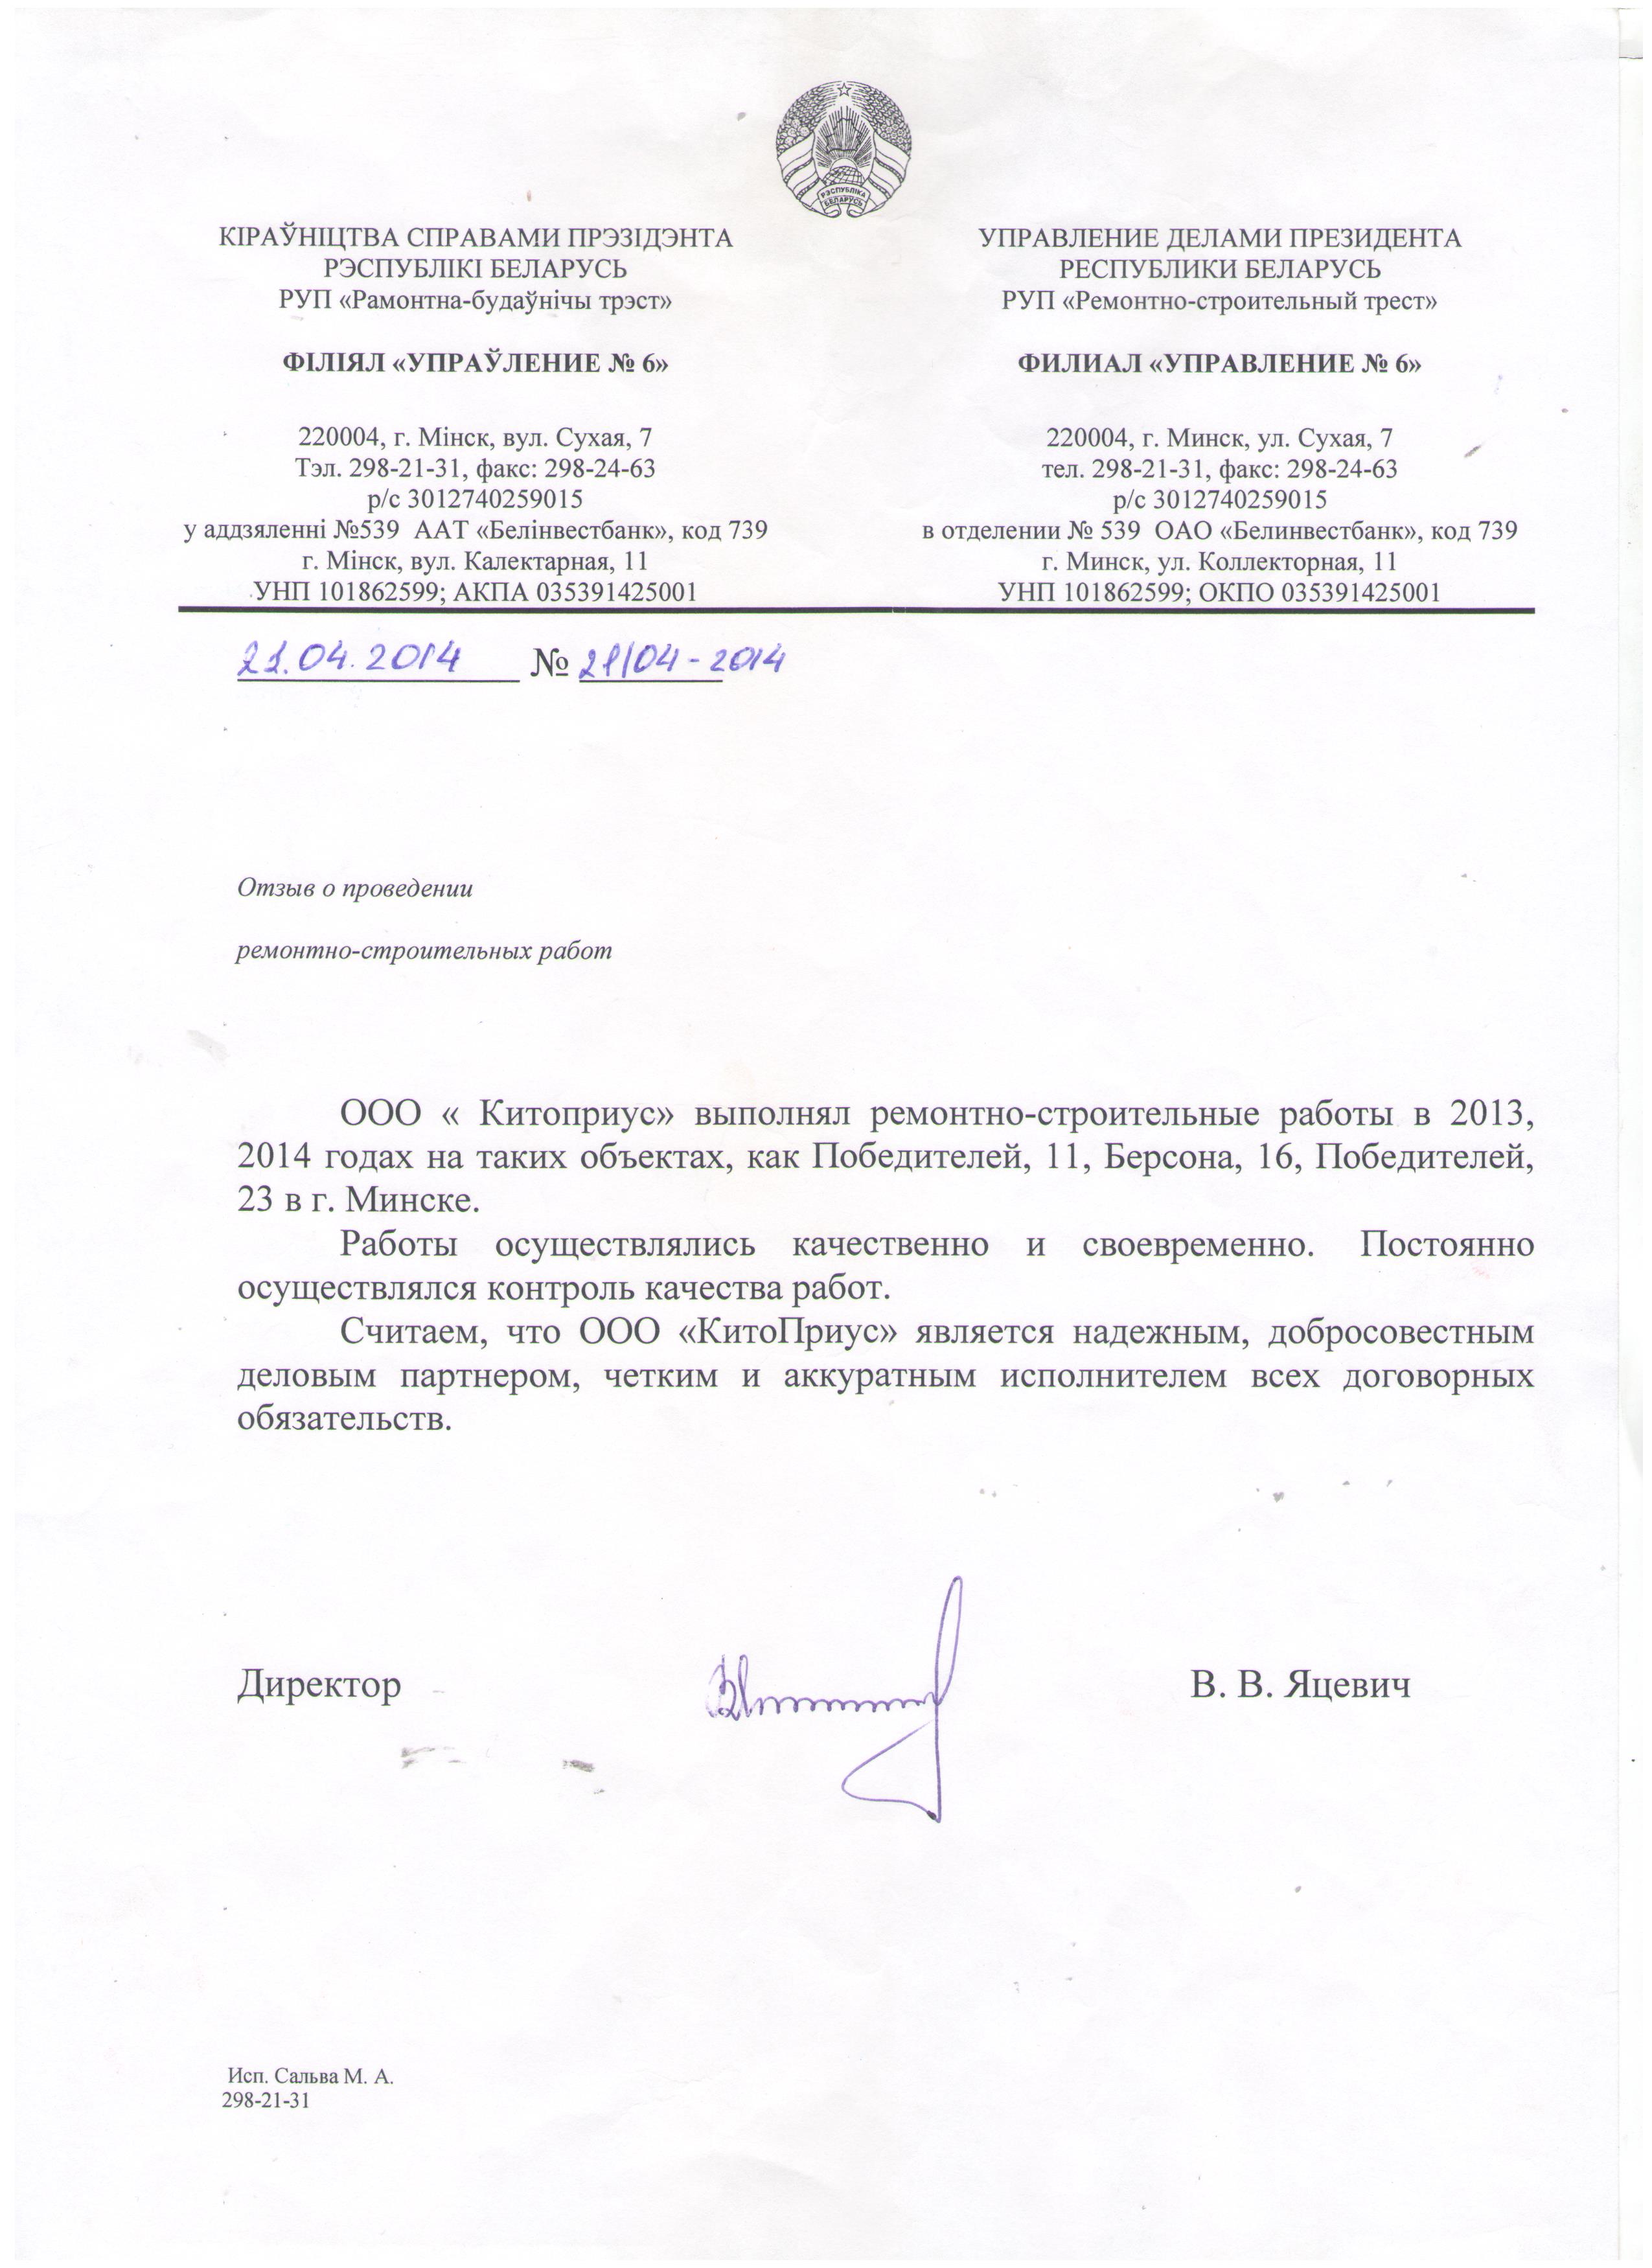 РЭСПУБЛІКА
БЕЛАРУСЬ
КІРАЎНІЦТВА СПРАВАМИ ПРЭЗІДЭНТА
РЭСПУБЛІКІ БЕЛАРУСЬ
РУП «Рамонтна-будаўнічы трэст»
ФІЛІЯЛ «УПРАЎЛЕНИЕ № 6»
220004, г. Мінск, вул. Сухая, 7
Тэл. 298-21-31, факс: 298-24-63
р/с 3012740259015
у аддзяленні №539 ААТ «Белінвестбанк», код 739
г. Мінск, вул. Калектарная, 11
УНП 101862599; АКПА 035391425001
УПРАВЛЕНИЕ ДЕЛАМИ ПРЕЗИДЕНТА
РЕСПУБЛИКИ БЕЛАРУСЬ
РУП «Ремонтно-строительный трест»
ФИЛИАЛ «УПРАВЛЕНИЕ № 6»
220004, г. Минск, ул. Сухая, 7
тел. 298-21-31, факс: 298-24-63
р/с 3012740259015
в отделении № 539 ОАО «Белинвестбанк», код 739
г. Минск, ул. Коллекторная, 11
УНП 101862599; ОКПО 035391425001
21.04.2014 № 21/04-2014
Отзыв о проведении
ремонтно-строительных работ
ООО « Китоприус» выполнял ремонтно-строительные работы в 2013,
2014 годах на таких объектах, как Победителей, 11, Берсона, 16, Победителей,
23 в г. Минске.
Работы осуществлялись качественно и своевременно. Постоянно
осуществлялся контроль качества работ.
Считаем, что ООО «КитоПриус» является надежным, добросовестным
деловым партнером, четким и аккуратным исполнителем всех договорных
обязательств.
Директор В. В. Яцевич
Исп. Сальва М. А.
298-21-31